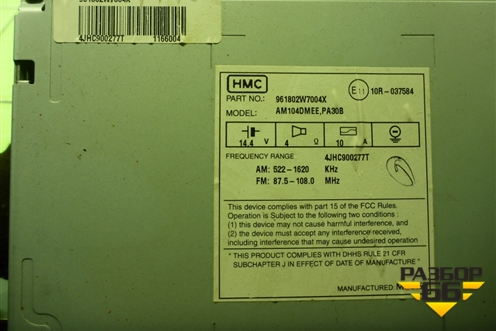 961802W7004X
4JHC900277T 1166004
HMC
PART NO.: 961802W7004X
MODEL: AM104DMEE,PA30B
E11 10R-037584
14.4 V 4 Ω 10 A
FREQUENCY RANGE 4JHC900277T
AM: 522-1620 KHz
FM: 87.5-108.0 MHz
This device complies with part 15 of the FCC Rules.
Operation is Subject to the following two conditions :
(1) this device may not cause harmful interference, and
(2) the device must accept any interference received,
including interference that may cause undesired operation
" THIS PRODUCT COMPLIES WITH DHHS RULE 21 CFR
SUBCHAPTER J IN EFFECT OF DATE OF MANUFACTURE "
MANUFACTURED:
РАЗБОР
66